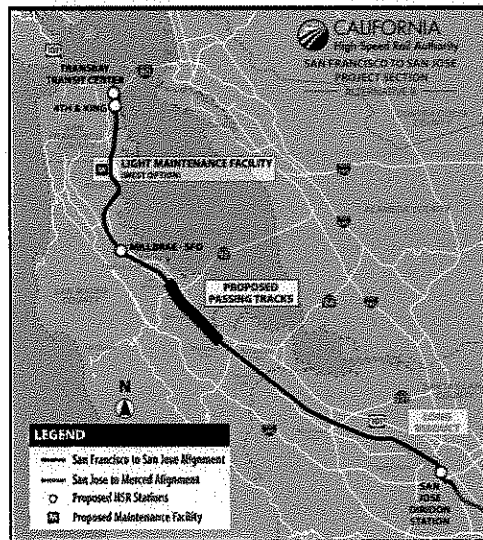 CALIFORNIA
High-Speed Rail Authority
SAN FRANCISCO TO SAN JOSE
PROJECT SECTION
TRANSBAY
TRANSIT CENTER
4TH & KING
LIGHT MAINTENANCE FACILITY
(WEST OPTION)
MILLBRAE - SFO
PROPOSED
PASSING TRACKS
N
VIADUCT
SAN
JOSE
DIRIDON
STATION
LEGEND
San Francisco to San Jose Alignment
San Jose to Merced Alignment
Proposed HSR Stations
Proposed Maintenance Facility